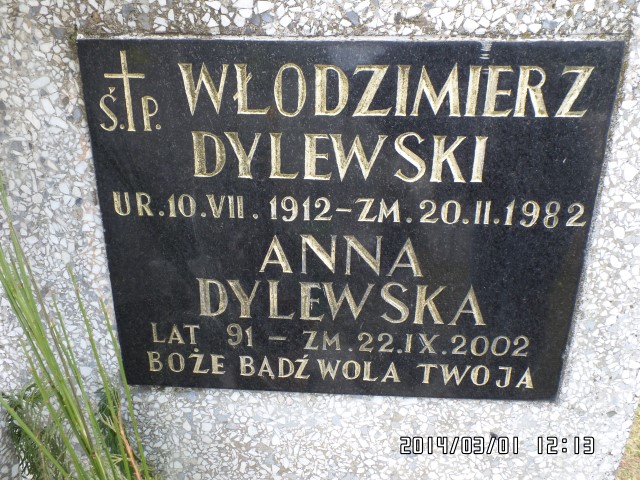 Ś.P. WŁODZIMIERZ
DYLEWSKI
UR.10.VII.1912-ZM.20.II.1982
ANNA
DYLEWSKA
LAT 91 - ZM.22.IX.2002
BOŻE BĄDŹ WOLA TWOJA
2014/03/01 12:13